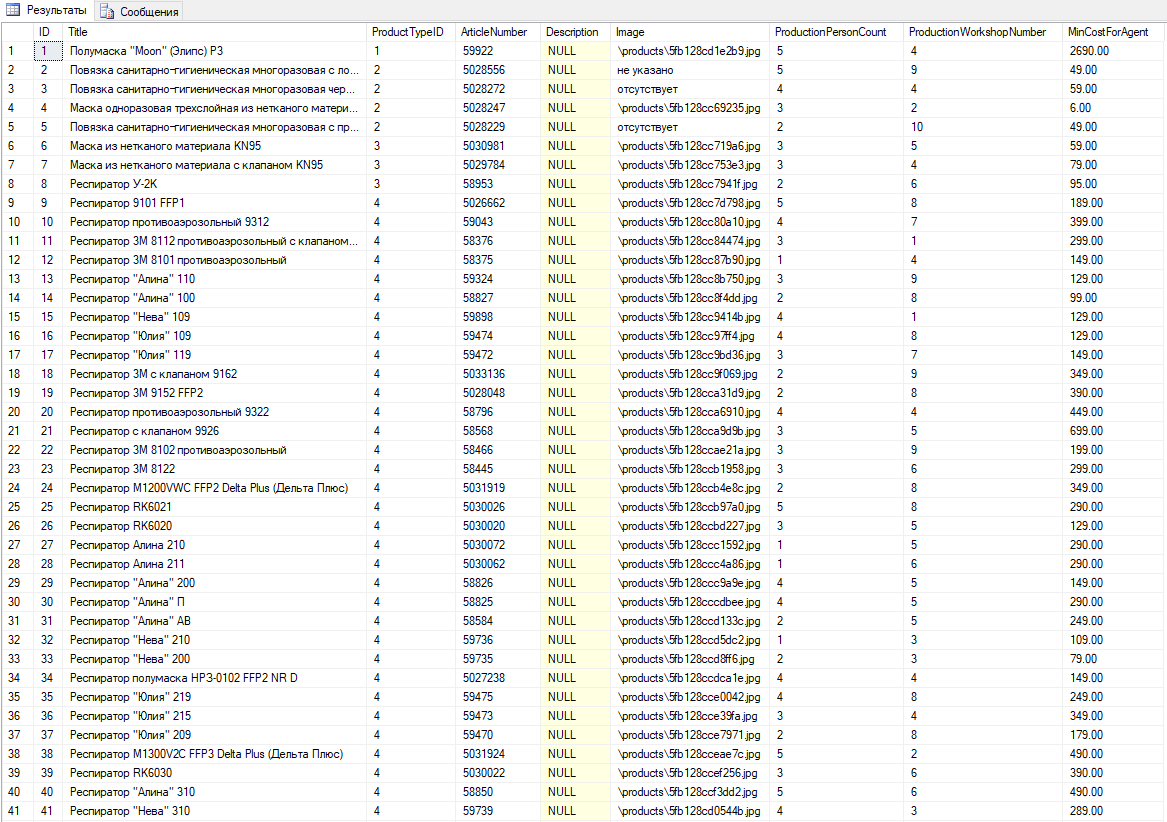 Результаты Сообщения
ID Title ProductTypeID ArticleNumber Description Image ProductionPersonCount ProductionWorkshopNumber MinCostForAgent
1 1 Полумаска "Moon" (Элипс) P3 1 59922 NULL \products\5fb128cd1e2b9.jpg 5 4 2690.00
2 2 Повязка санитарно-гигиеническая многоразовая с ло... 2 5028556 NULL не указано 5 9 49.00
3 3 Повязка санитарно-гигиеническая многоразовая чер... 2 5028272 NULL отсутствует 4 4 59.00
4 4 Маска одноразовая трехслойная из нетканого матери... 2 5028247 NULL \products\5fb128cc69235.jpg 3 2 6.00
5 5 Повязка санитарно-гигиеническая многоразовая с пр... 2 5028229 NULL отсутствует 2 10 49.00
6 6 Маска из нетканого материала KN95 3 5030981 NULL \products\5fb128cc719a6.jpg 3 5 59.00
7 7 Маска из нетканого материала с клапаном KN95 3 5029784 NULL \products\5fb128cc753e3.jpg 3 4 79.00
8 8 Респиратор У-2К 3 58953 NULL \products\5fb128cc7941f.jpg 2 6 95.00
9 9 Респиратор 9101 FFP1 4 5026662 NULL \products\5fb128cc7d798.jpg 5 8 189.00
10 10 Респиратор противоаэрозольный 9312 4 59043 NULL \products\5fb128cc80a10.jpg 4 7 399.00
11 11 Респиратор 3M 8112 противоаэрозольный с клапаном... 4 58376 NULL \products\5fb128cc84474.jpg 3 1 299.00
12 12 Респиратор 3M 8101 противоаэрозольный 4 58375 NULL \products\5fb128cc87b90.jpg 1 4 149.00
13 13 Респиратор "Алина" 110 4 59324 NULL \products\5fb128cc8b750.jpg 3 9 129.00
14 14 Респиратор "Алина" 100 4 58827 NULL \products\5fb128cc8f4dd.jpg 2 8 99.00
15 15 Респиратор "Нева" 109 4 59898 NULL \products\5fb128cc9414b.jpg 4 1 129.00
16 16 Респиратор "Юлия" 109 4 59474 NULL \products\5fb128cc97ff4.jpg 4 8 129.00
17 17 Респиратор "Юлия" 119 4 59472 NULL \products\5fb128cc9bd36.jpg 3 7 149.00
18 18 Респиратор 3M с клапаном 9162 4 5033136 NULL \products\5fb128cc9f069.jpg 2 9 349.00
19 19 Респиратор 3M 9152 FFP2 4 5028048 NULL \products\5fb128cca31d9.jpg 2 8 390.00
20 20 Респиратор противоаэрозольный 9322 4 58796 NULL \products\5fb128cca6910.jpg 4 4 449.00
21 21 Респиратор с клапаном 9926 4 58568 NULL \products\5fb128cca9d9b.jpg 3 5 699.00
22 22 Респиратор 3M 8102 противоаэрозольный 4 58466 NULL \products\5fb128ccae21a.jpg 3 9 199.00
23 23 Респиратор 3M 8122 4 58445 NULL \products\5fb128ccb1958.jpg 3 6 299.00
24 24 Респиратор M1200VWC FFP2 Delta Plus (Дельта Плюс) 4 5031919 NULL \products\5fb128ccb4e8c.jpg 2 8 349.00
25 25 Респиратор RK6021 4 5030026 NULL \products\5fb128ccb97a0.jpg 5 8 290.00
26 26 Респиратор RK6020 4 5030020 NULL \products\5fb128ccbd227.jpg 3 5 129.00
27 27 Респиратор Алина 210 4 5030072 NULL \products\5fb128ccc1592.jpg 1 5 290.00
28 28 Респиратор Алина 211 4 5030062 NULL \products\5fb128ccc4a86.jpg 1 6 290.00
29 29 Респиратор "Алина" 200 4 58826 NULL \products\5fb128ccc9a9e.jpg 4 5 149.00
30 30 Респиратор "Алина" П 4 58825 NULL \products\5fb128cccdbee.jpg 4 5 290.00
31 31 Респиратор "Алина" АВ 4 58584 NULL \products\5fb128ccd133c.jpg 2 5 249.00
32 32 Респиратор "Нева" 210 4 59736 NULL \products\5fb128ccd5dc2.jpg 1 3 109.00
33 33 Респиратор "Нева" 200 4 59735 NULL \products\5fb128ccd8ff6.jpg 2 3 79.00
34 34 Респиратор полумаска НРЗ-0102 FFP2 NR D 4 5027238 NULL \products\5fb128ccdca1e.jpg 4 4 149.00
35 35 Респиратор "Юлия" 219 4 59475 NULL \products\5fb128cce0042.jpg 4 8 249.00
36 36 Респиратор "Юлия" 215 4 59473 NULL \products\5fb128cce39fa.jpg 3 4 349.00
37 37 Респиратор "Юлия" 209 4 59470 NULL \products\5fb128cce7971.jpg 2 8 179.00
38 38 Респиратор M1300V2C FFP3 Delta Plus (Дельта Плюс) 4 5031924 NULL \products\5fb128cceae7c.jpg 5 2 490.00
39 39 Респиратор RK6030 4 5030022 NULL \products\5fb128ccef256.jpg 3 6 390.00
40 40 Респиратор "Алина" 310 4 58850 NULL \products\5fb128ccf3dd2.jpg 5 6 490.00
41 41 Респиратор "Нева" 310 4 59739 NULL \products\5fb128cd0544b.jpg 4 3 289.00